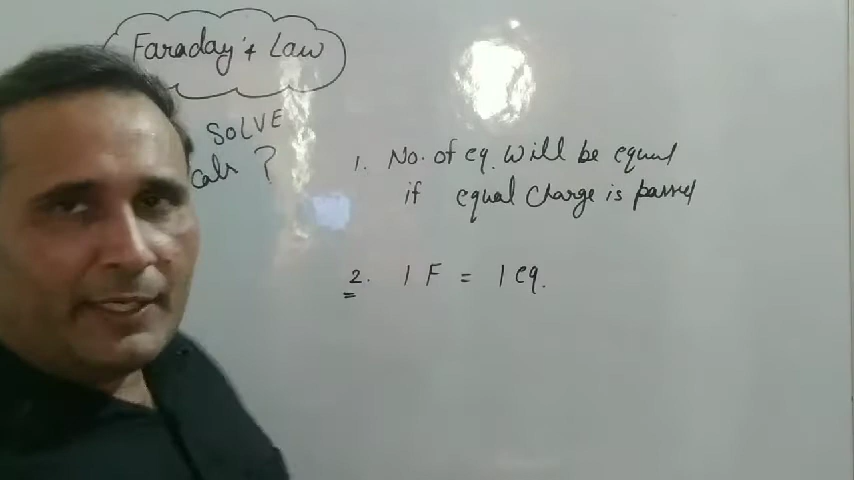 Faraday's Law
SOLVE
?
1. No. of eq. will be equal
if equal charge is passed
2. 1 F = 1 eq.